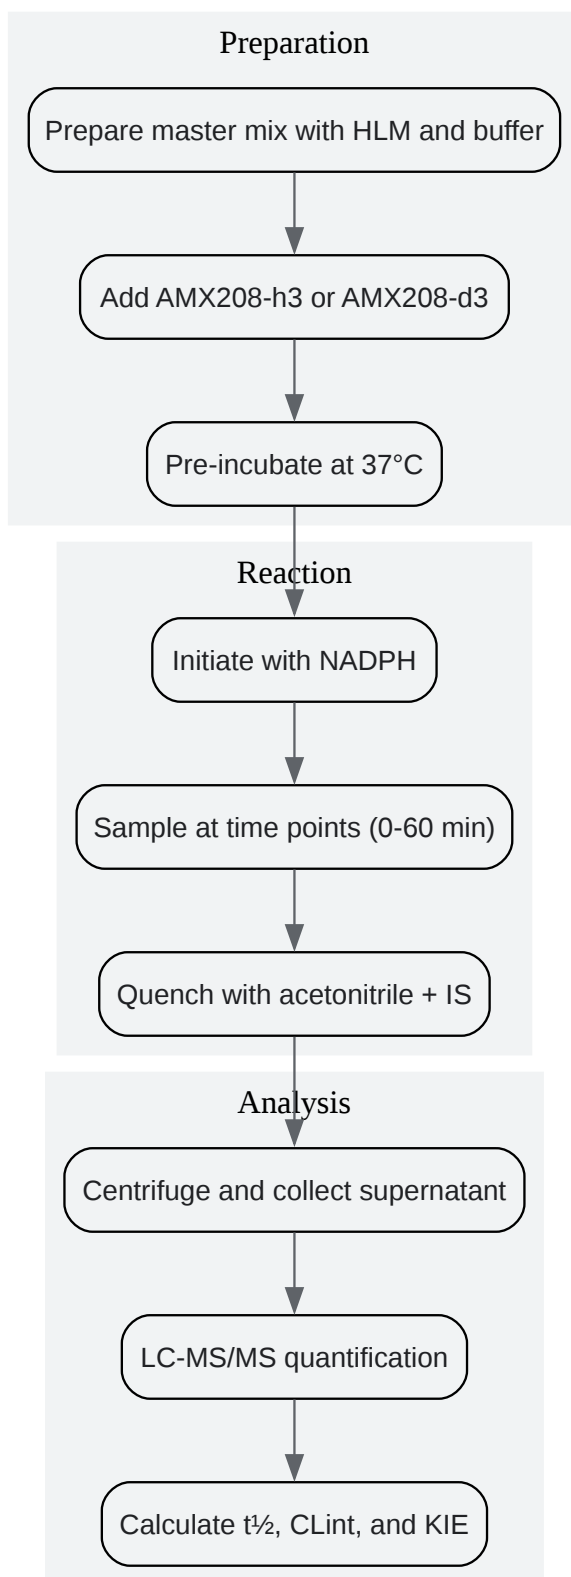 Preparation
Prepare master mix with HLM and buffer
Add AMX208-h3 or AMX208-d3
Pre-incubate at 37°C
Reaction
Initiate with NADPH
Sample at time points (0-60 min)
Quench with acetonitrile + IS
Analysis
Centrifuge and collect supernatant
LC-MS/MS quantification
Calculate t½, CLint, and KIE